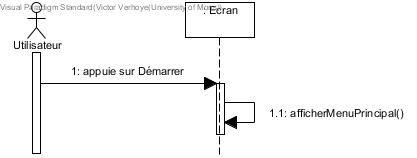 Visual Paradigm Standard(Victor Verhoye(University of Mons))
: Ecran
Utilisateur
1: appuie sur Démarrer
1.1: afficherMenuPrincipal()